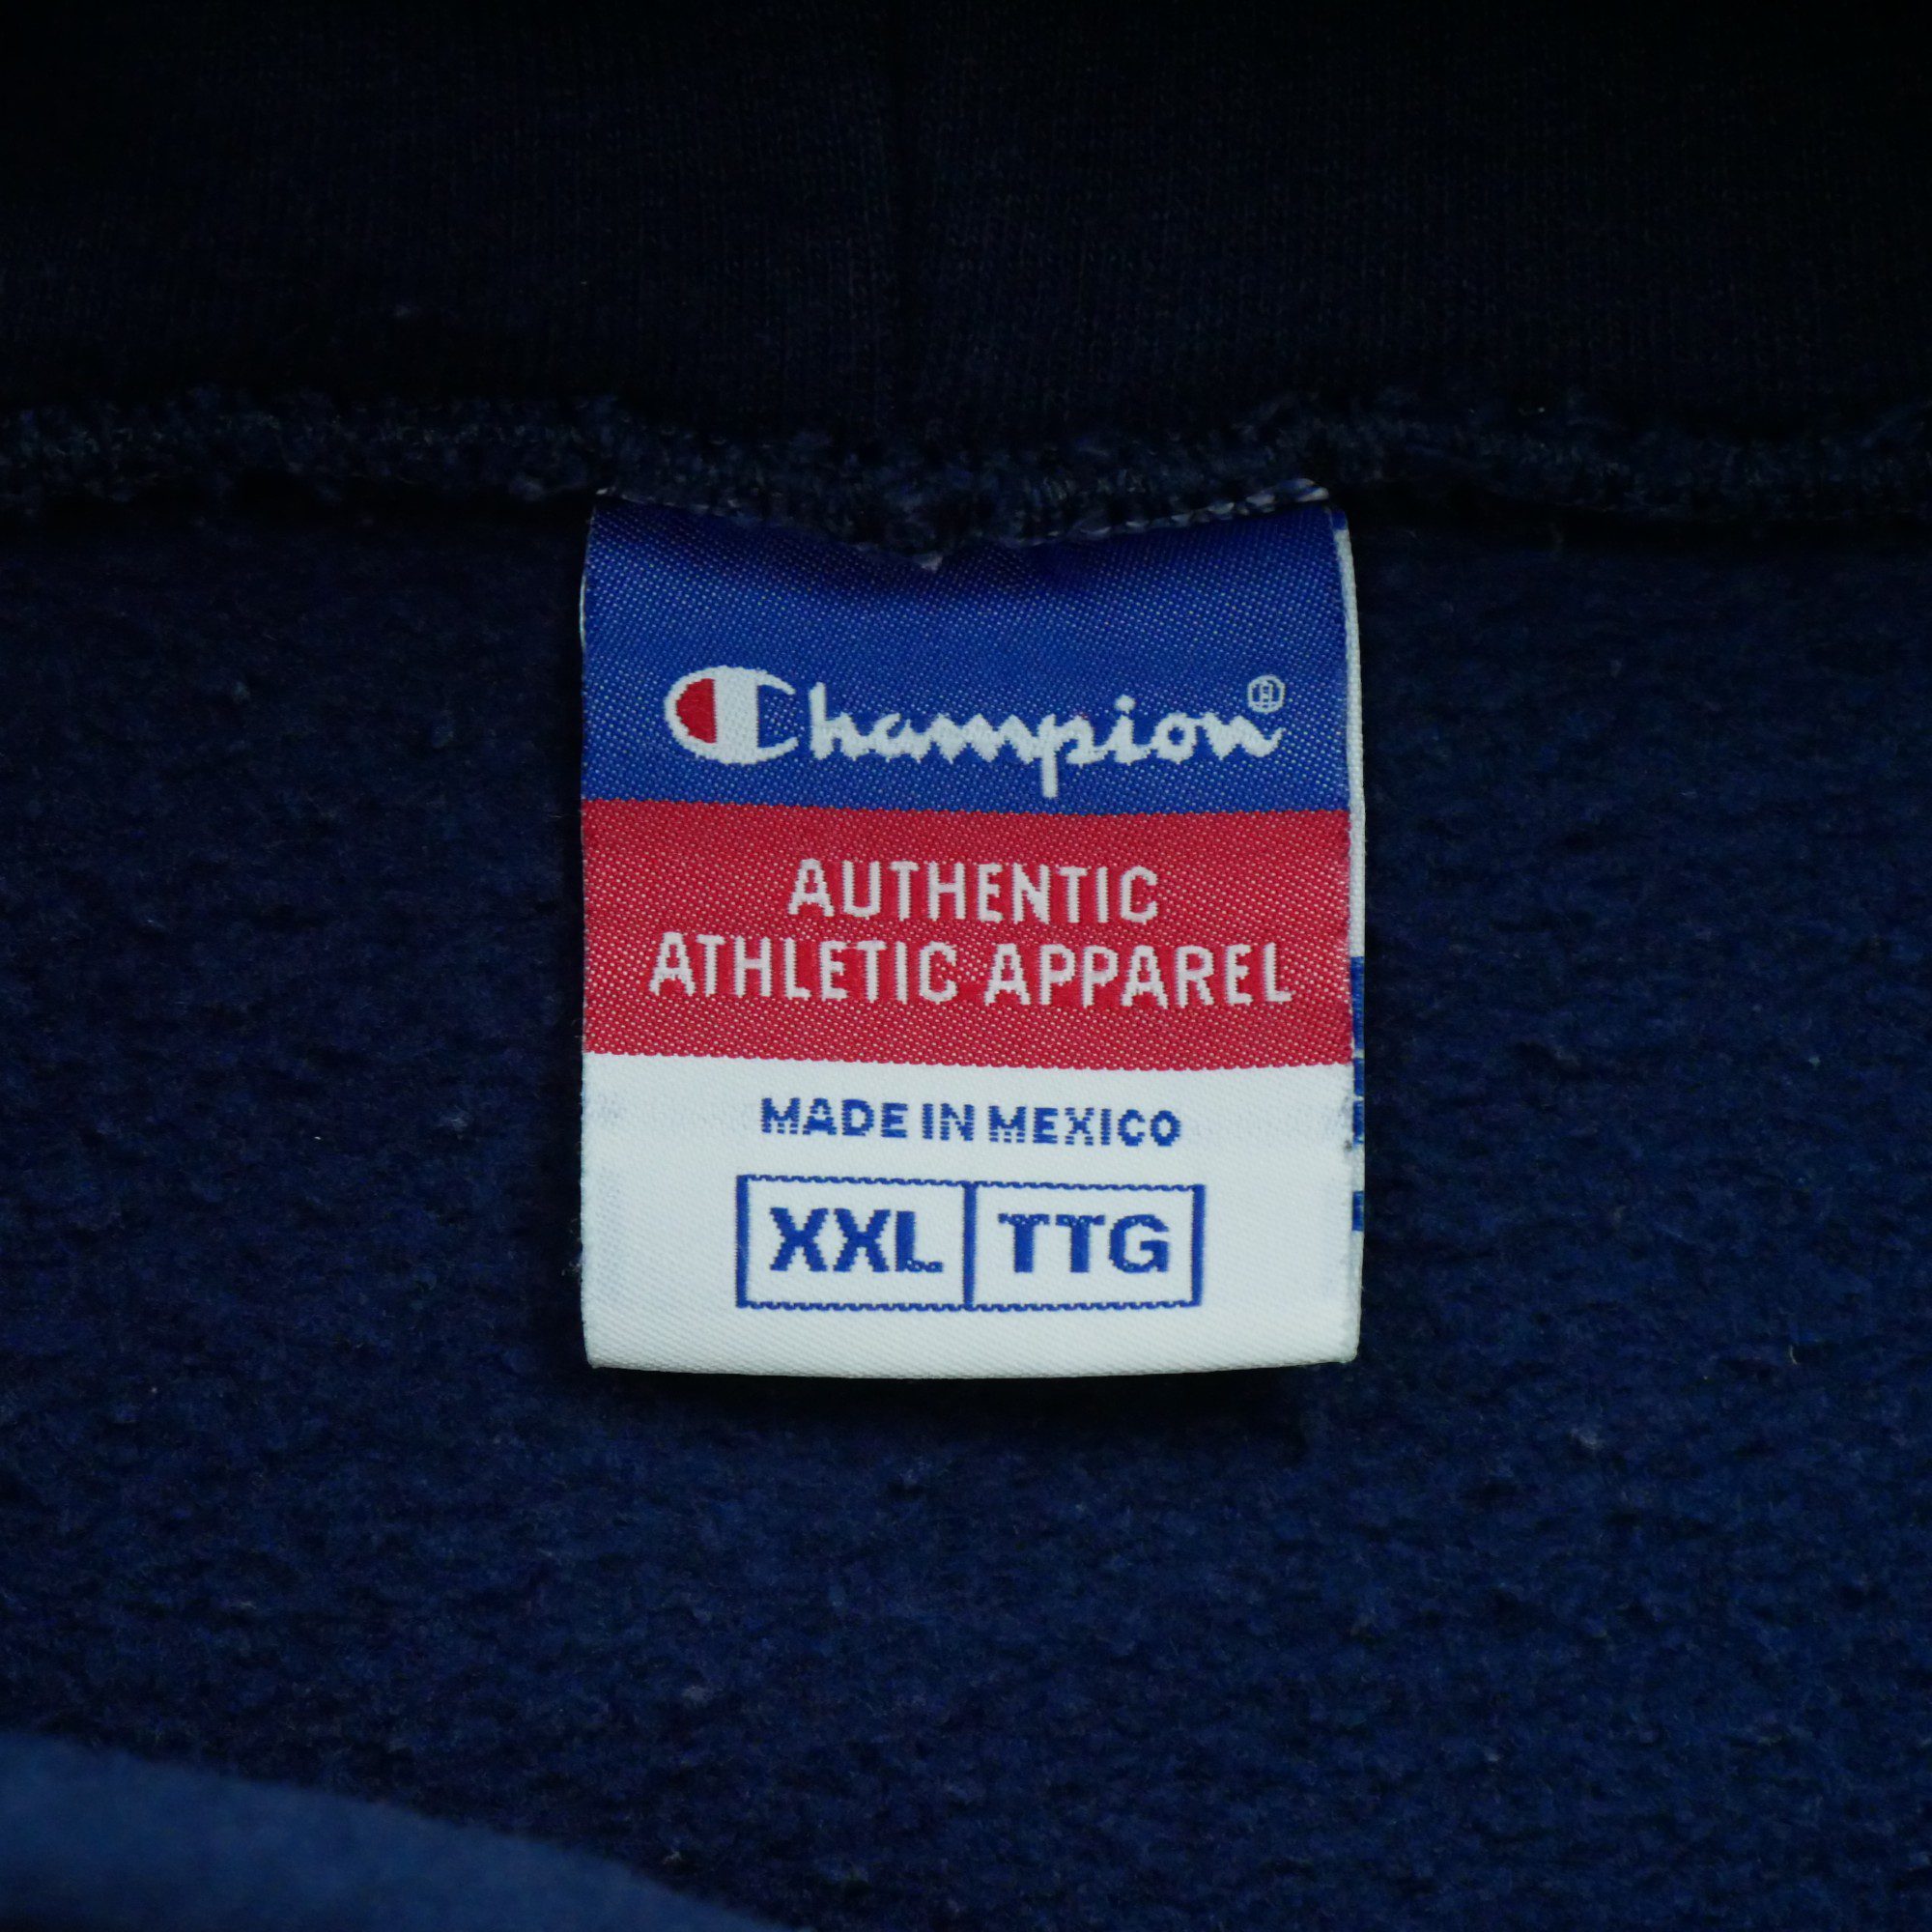 Champion®
AUTHENTIC
ATHLETIC APPAREL
MADE IN MEXICO
XXL TTG